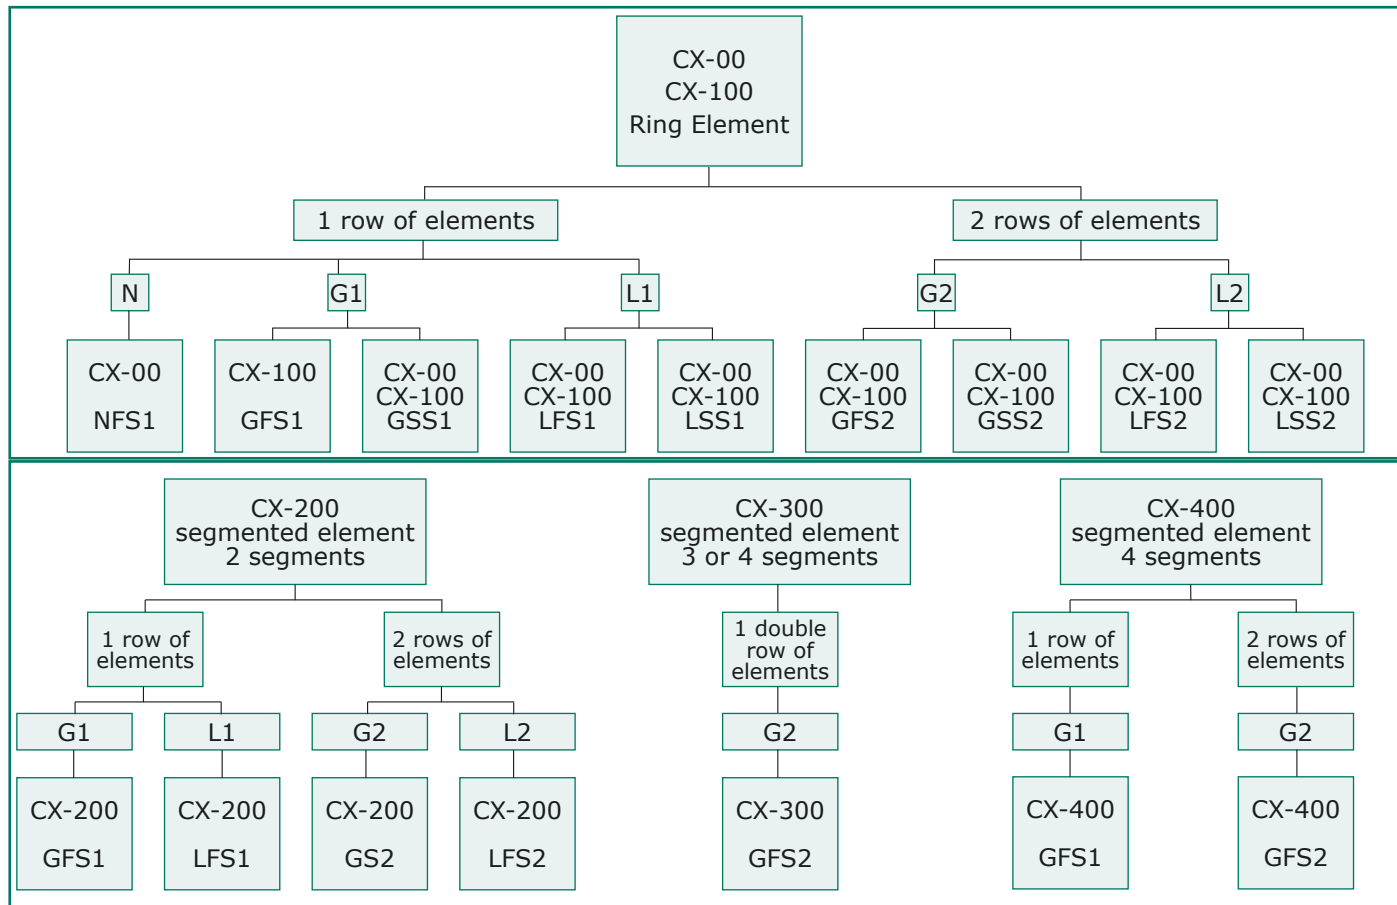 CX-00
CX-100
Ring Element
1 row of elements
2 rows of elements
N
G1
L1
G2
L2
CX-00
NFS1
CX-100
GFS1
CX-00
CX-100
GSS1
CX-00
CX-100
LFS1
CX-00
CX-100
LSS1
CX-00
CX-100
GFS2
CX-00
CX-100
GSS2
CX-00
CX-100
LFS2
CX-00
CX-100
LSS2
CX-200
segmented element
2 segments
CX-300
segmented element
3 or 4 segments
CX-400
segmented element
4 segments
1 row of
elements
2 rows of
elements
1 double
row of
elements
1 row of
elements
2 rows of
elements
G1
L1
G2
L2
G2
G1
G2
CX-200
GFS1
CX-200
LFS1
CX-200
GS2
CX-200
LFS2
CX-300
GFS2
CX-400
GFS1
CX-400
GFS2